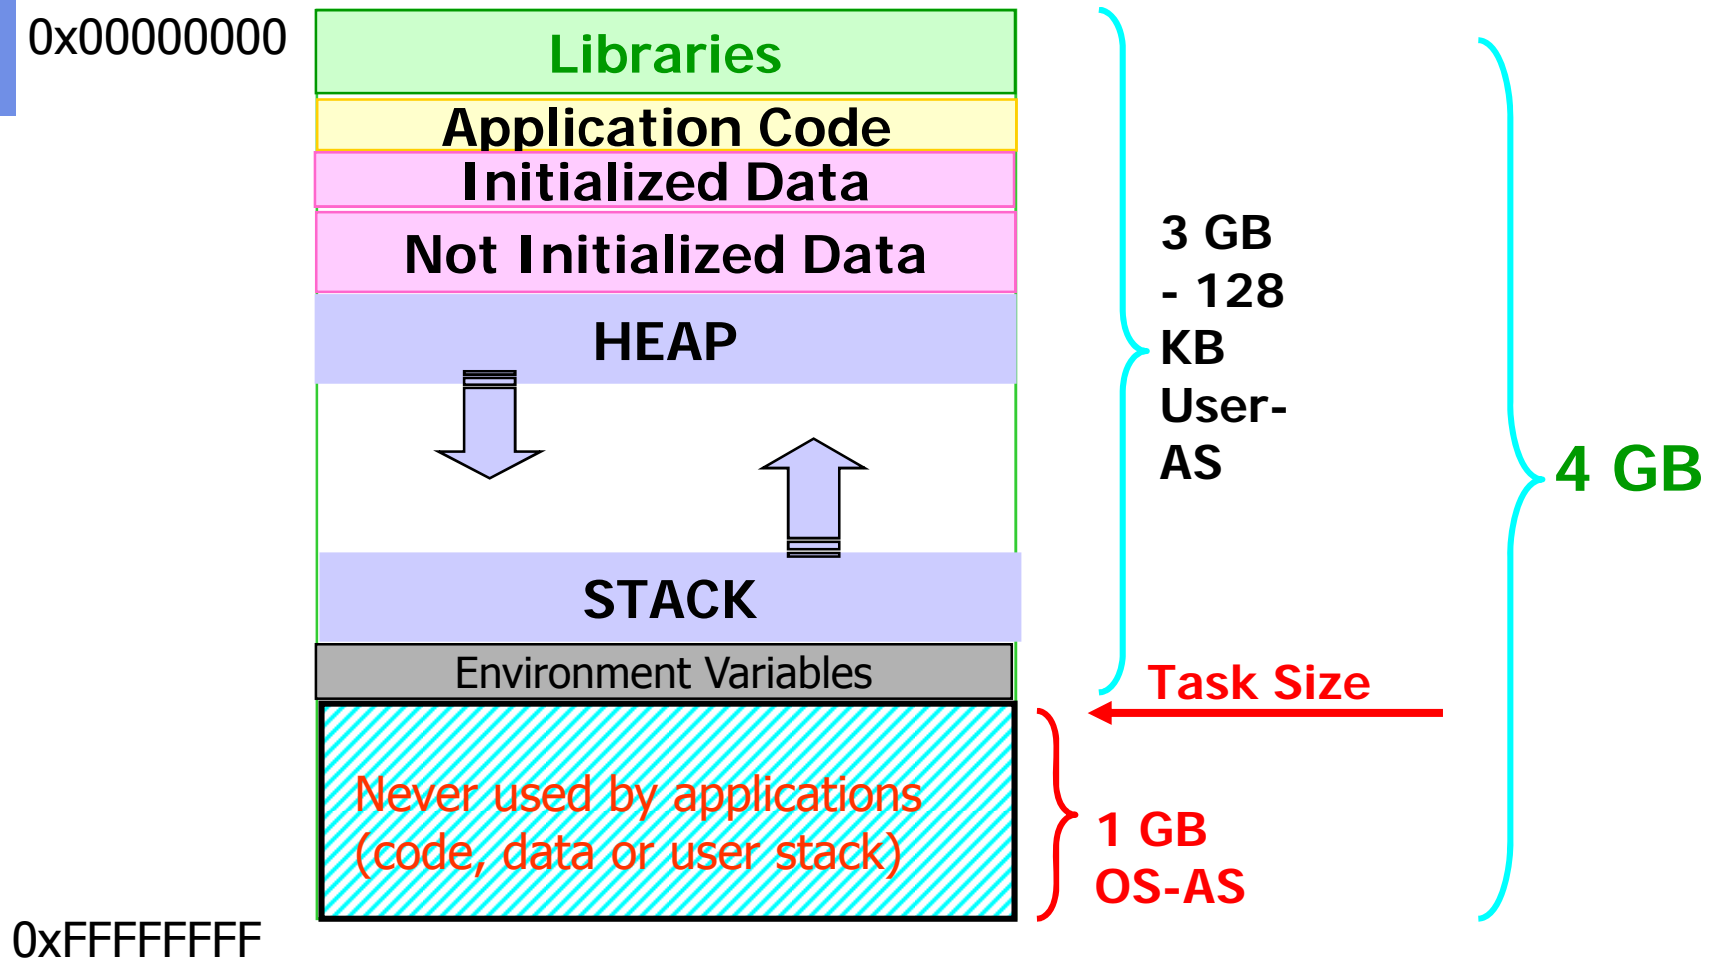 0x00000000
Libraries
Application Code
Initialized Data
Not Initialized Data
HEAP
STACK
Environment Variables
Never used by applications
(code, data or user stack)
0xFFFFFFFF
3 GB
- 128
KB
User-
AS
Task Size
1 GB
OS-AS
4 GB